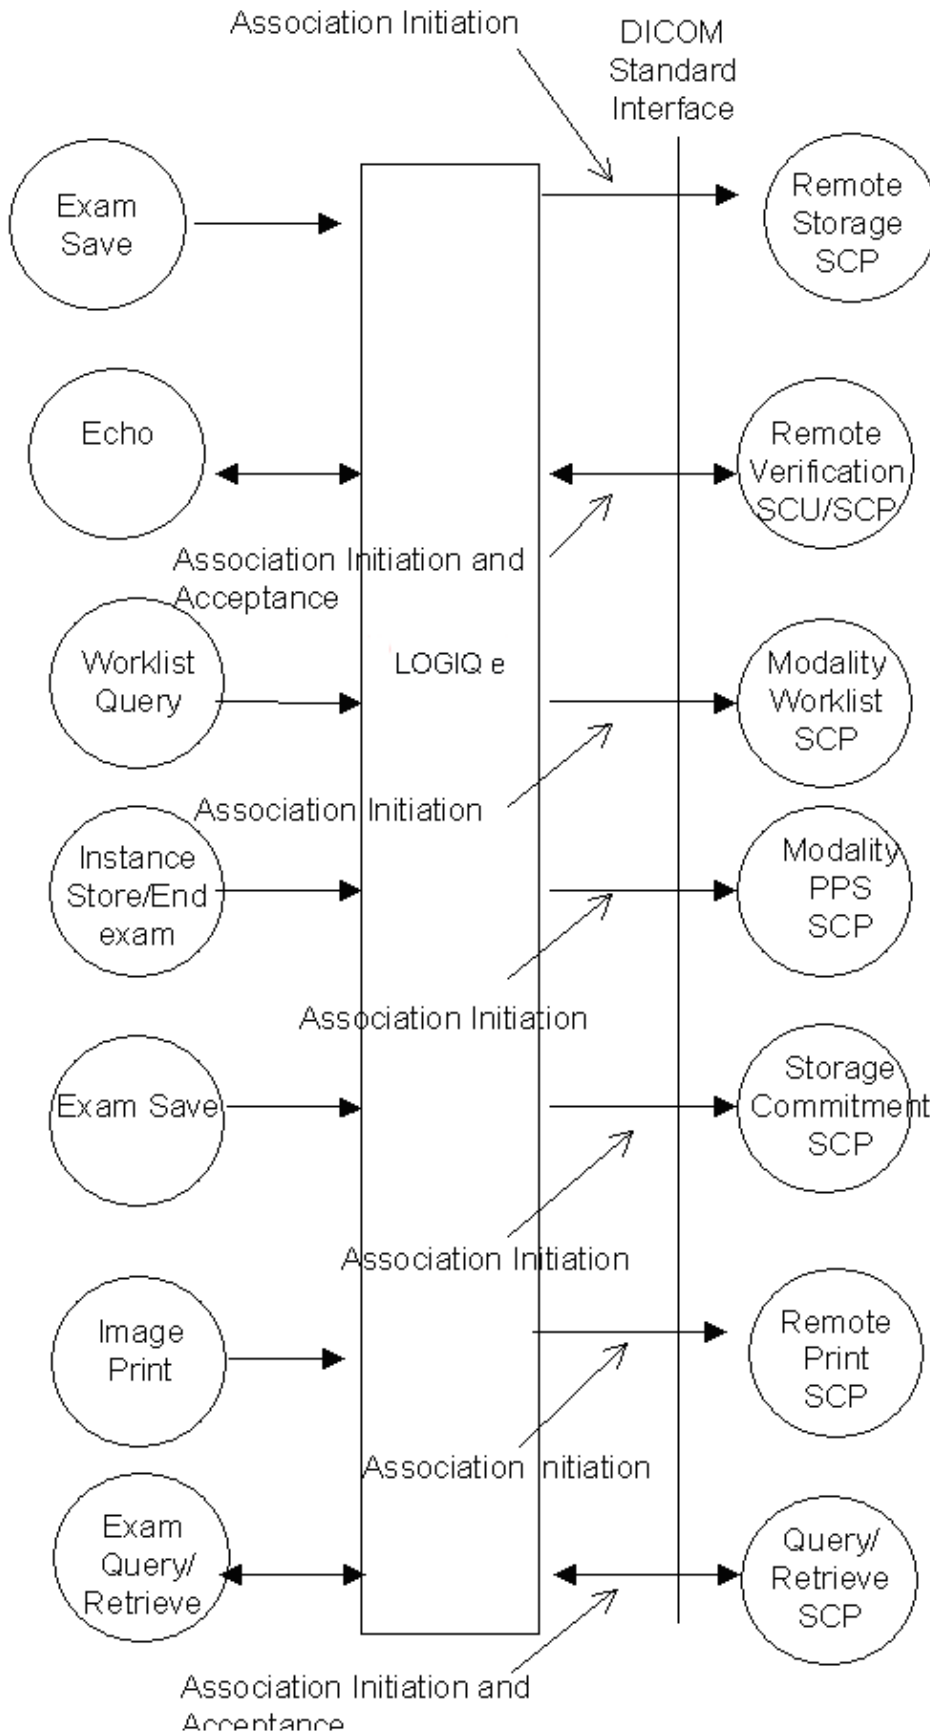 Association Initiation
DICOM
Standard
Interface
Exam
Save
Remote
Storage
SCP
Echo
Remote
Verification
SCU/SCP
Association Initiation and
Acceptance
Worklist
Query
LOGIQ e
Modality
Worklist
SCP
Association Initiation
Instance
Store/End
exam
Modality
PPS
SCP
Association Initiation
Exam Save
Storage
Commitment
SCP
Association Initiation
Image
Print
Remote
Print
SCP
Association Initiation
Exam
Query/
Retrieve
Query/
Retrieve
SCP
Association Initiation and
Acceptance